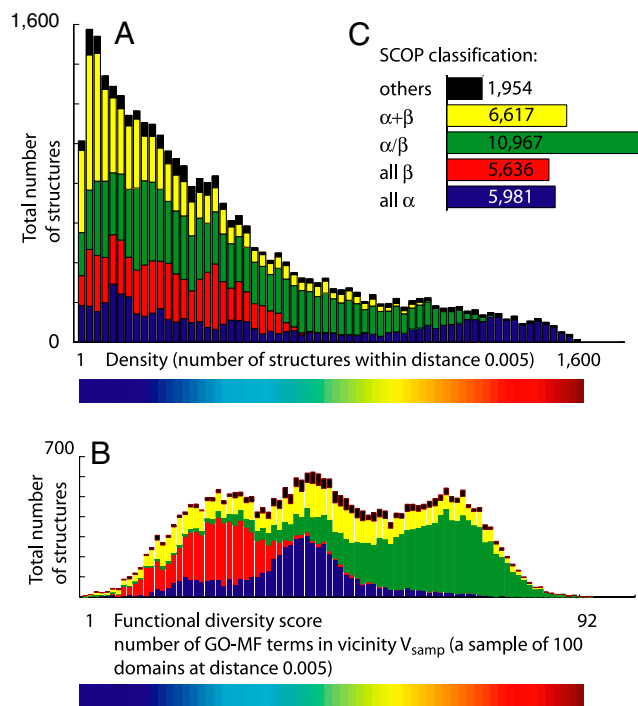 1,600
A
C
SCOP classification:
others 1,954
α+β 6,617
α/β 10,967
all β 5,636
all α 5,981
Total number
of structures
0
1 Density (number of structures within distance 0.005) 1,600
B
700
Total number
of structures
1 Functional diversity score 92
number of GO-MF terms in vicinity Vsamp (a sample of 100
domains at distance 0.005)